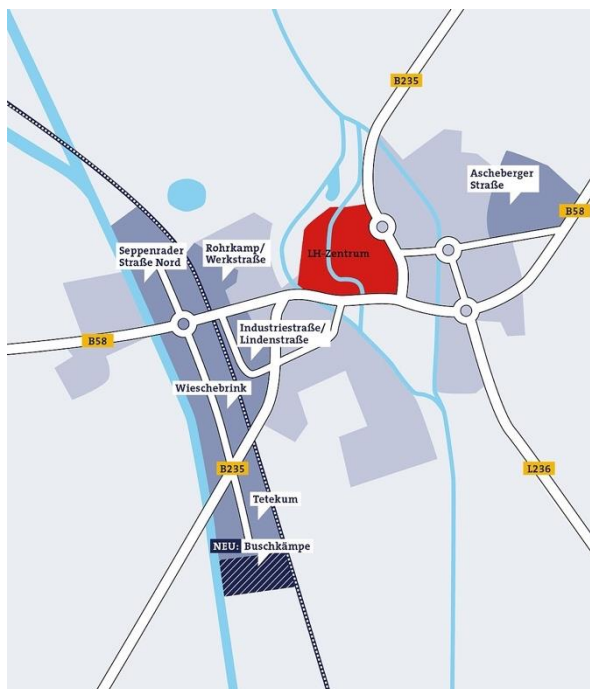 B235
Ascheberger
Straße
B58
Seppenrader
Straße Nord
Rohrkamp/
Werkstraße
LH-Zentrum
Industriestraße/
Lindenstraße
B58
Wieschebrink
B235
L236
Tetekum
NEU: Buschkämpe